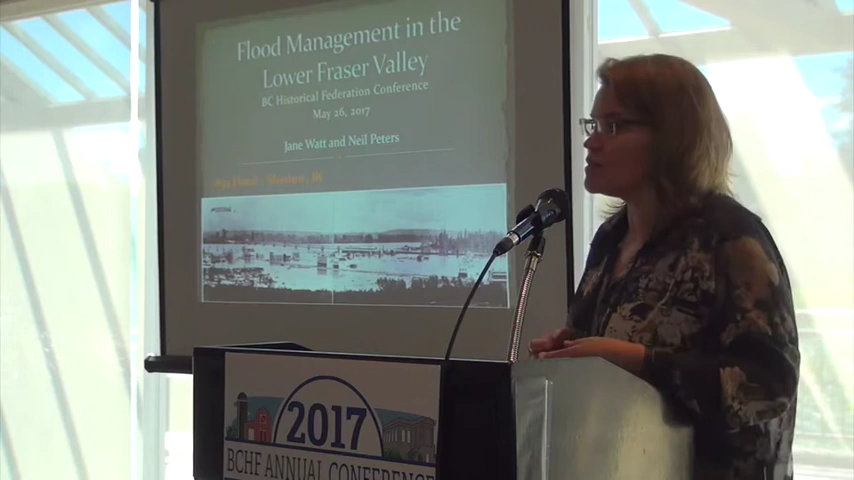 Flood Management in the
Lower Fraser Valley
BC Historical Federation Conference
May 26, 2017
Jane Watt and Neil Peters
2017
BCHF ANNUAL CONFERENCE